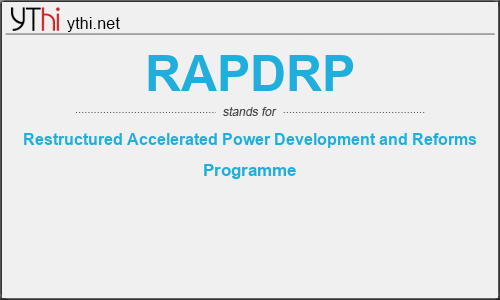 YThi ythi.net
RAPDRP
stands for
Restructured Accelerated Power Development and Reforms
Programme